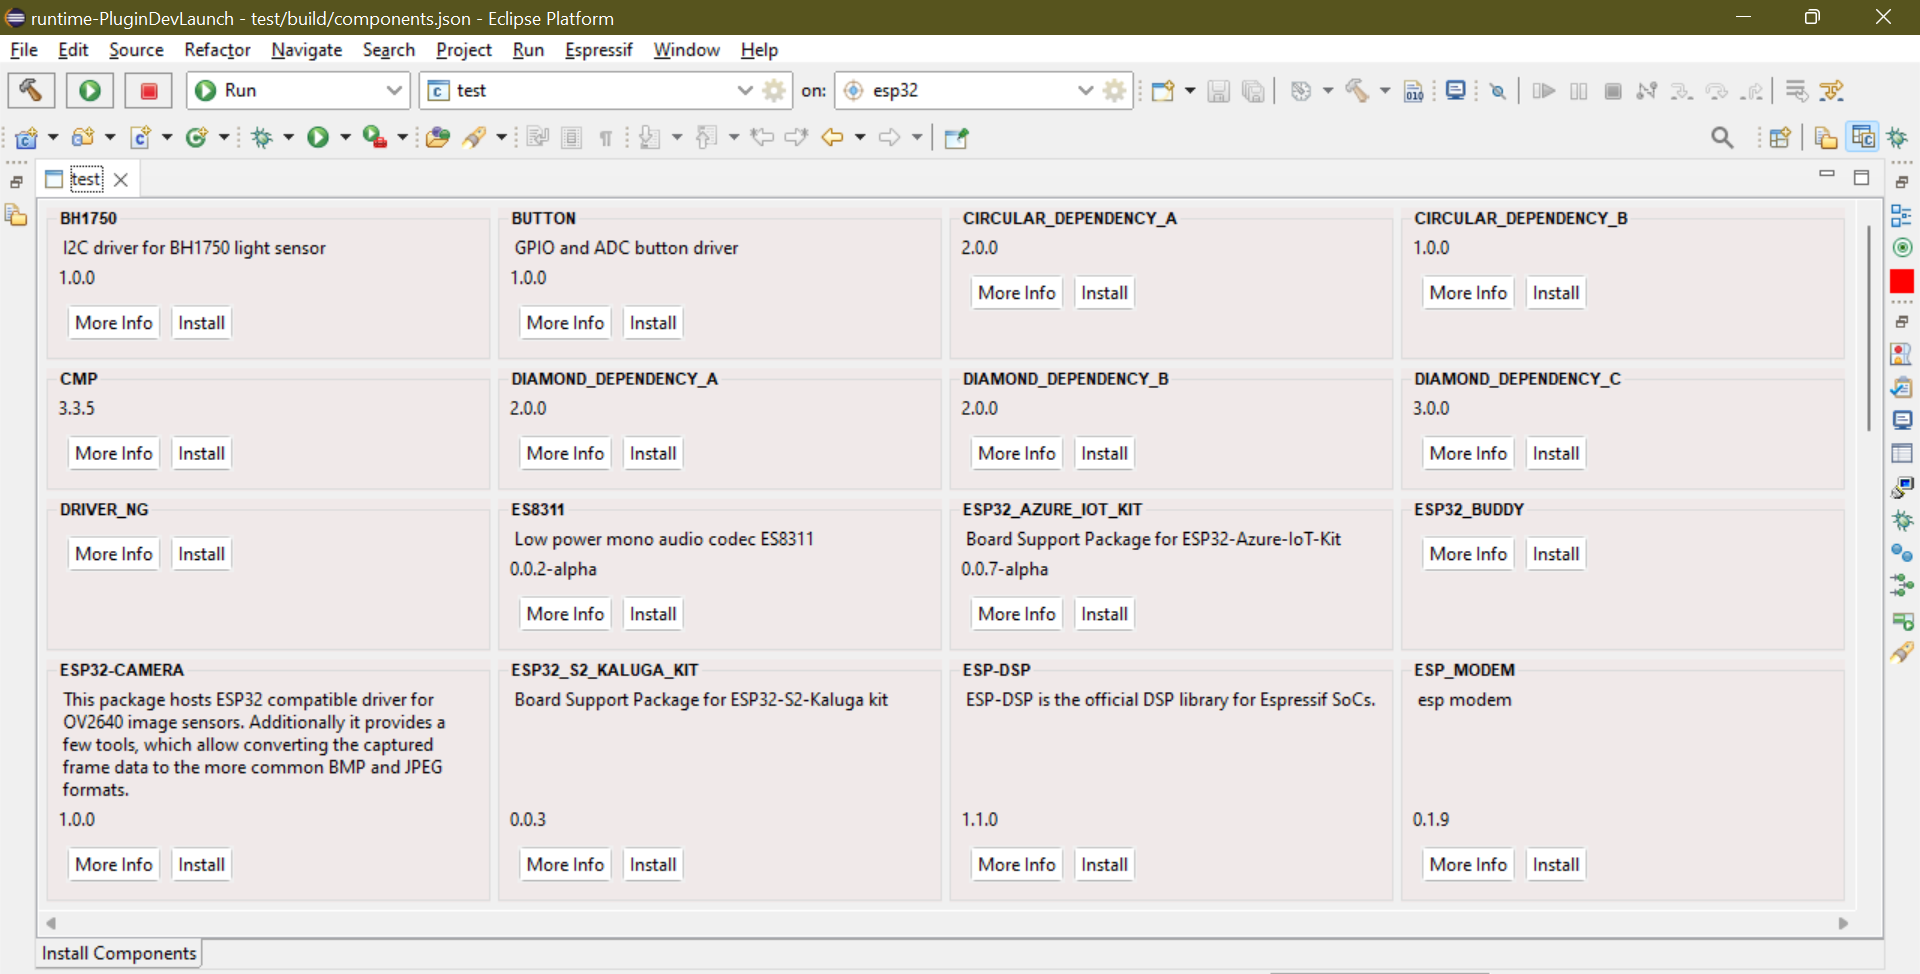 runtime-PluginDevLaunch - test/build/components.json - Eclipse Platform
File Edit Source Refactor Navigate Search Project Run Espressif Window Help
Run test on: esp32
010
test
BH1750
I2C driver for BH1750 light sensor
1.0.0
More Info Install
BUTTON
GPIO and ADC button driver
1.0.0
More Info Install
CIRCULAR_DEPENDENCY_A
2.0.0
More Info Install
CIRCULAR_DEPENDENCY_B
1.0.0
More Info Install
CMP
3.3.5
More Info Install
DIAMOND_DEPENDENCY_A
2.0.0
More Info Install
DIAMOND_DEPENDENCY_B
2.0.0
More Info Install
DIAMOND_DEPENDENCY_C
3.0.0
More Info Install
DRIVER_NG
More Info Install
ES8311
Low power mono audio codec ES8311
0.0.2-alpha
More Info Install
ESP32_AZURE_IOT_KIT
Board Support Package for ESP32-Azure-IoT-Kit
0.0.7-alpha
More Info Install
ESP32_BUDDY
More Info Install
ESP32-CAMERA
This package hosts ESP32 compatible driver for
OV2640 image sensors. Additionally it provides a
few tools, which allow converting the captured
frame data to the more common BMP and JPEG
formats.
1.0.0
More Info Install
ESP32_S2_KALUGA_KIT
Board Support Package for ESP32-S2-Kaluga kit
0.0.3
More Info Install
ESP-DSP
ESP-DSP is the official DSP library for Espressif SoCs.
1.1.0
More Info Install
ESP_MODEM
esp modem
0.1.9
More Info Install
Install Components